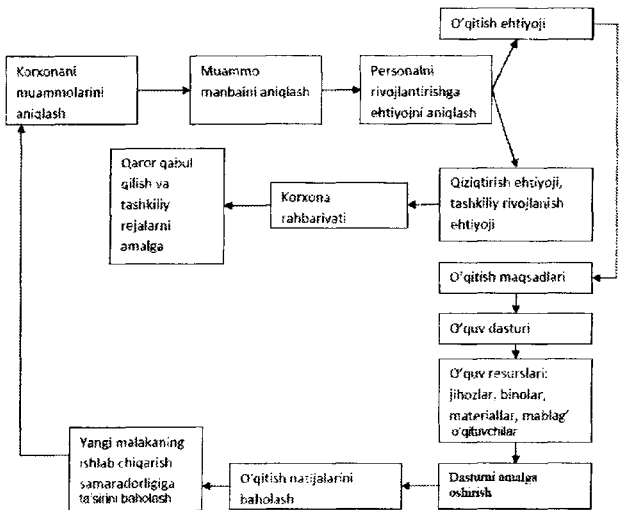 O'qitish ehtiyoji
Korxonani
muammolarini
aniqlash
Muammo
manbaini aniqlash
Personalni
rivojlantirishga
ehtiyojni aniqlash
Qaror qabul
qilish va
tashkiliy
rejalarni
amalga
Korxona
rahbariyati
Qiziqtirish ehtiyoji,
tashkiliy rivojlanish
ehtiyoji
O'qitish maqsadlari
O'quv dasturi
O'quv resurslari:
jihozlar, binolar,
materiallar, mablag'
o'qituvchilar
Yangi malakaning
ishlab chiqarish
samaradorligiga
ta'sirini baholash
O'qitish natijalarini
baholash
Dasturni amalga
oshirish